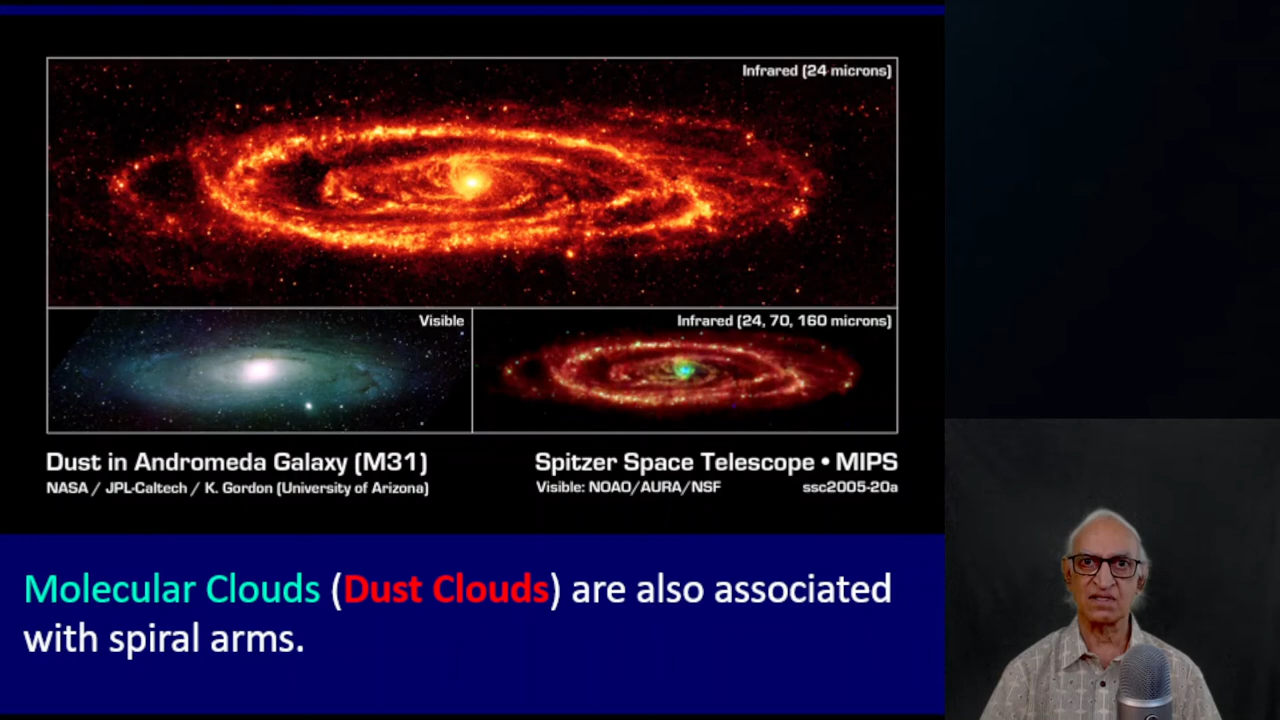 Infrared (24 microns)
Visible
Infrared (24, 70, 160 microns)
Dust in Andromeda Galaxy (M31)
NASA / JPL-Caltech / K. Gordon (University of Arizona)
Spitzer Space Telescope • MIPS
Visible: NOAO/AURA/NSF
ssc2005-20a
Molecular Clouds (Dust Clouds) are also associated
with spiral arms.